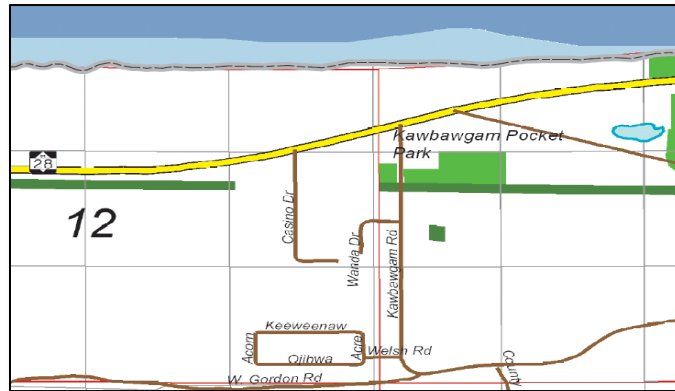 28
Kawbawgam Pocket
Park
12
Casino Dr
Wanda Dr
Kawbawgam Rd
Keeweenaw
Acorn
Acre
Ojibwa
Welsh Rd
W. Gordon Rd
County